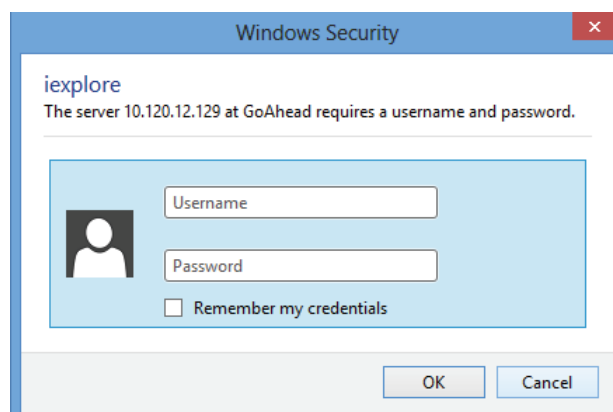 Windows Security
iexplore
The server 10.120.12.129 at GoAhead requires a username and password.
Username
Password
Remember my credentials
OK Cancel